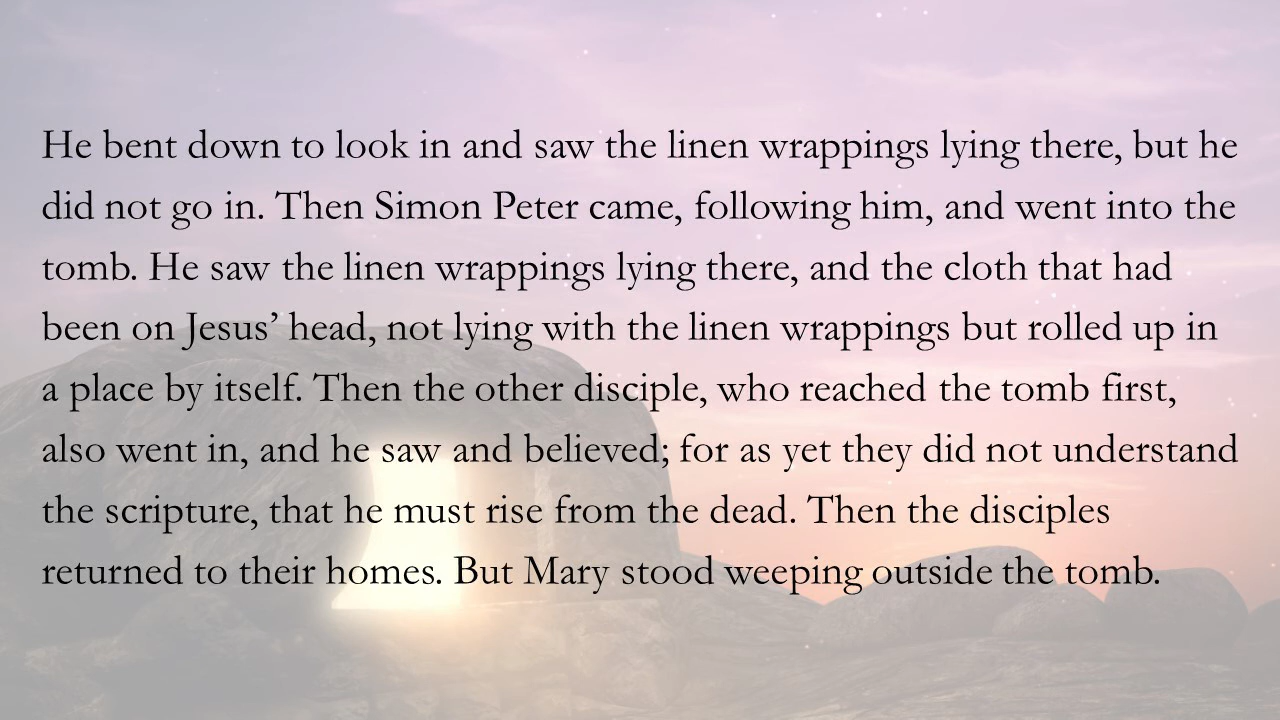 He bent down to look in and saw the linen wrappings lying there, but he
did not go in. Then Simon Peter came, following him, and went into the
tomb. He saw the linen wrappings lying there, and the cloth that had
been on Jesus’ head, not lying with the linen wrappings but rolled up in
a place by itself. Then the other disciple, who reached the tomb first,
also went in, and he saw and believed; for as yet they did not understand
the scripture, that he must rise from the dead. Then the disciples
returned to their homes. But Mary stood weeping outside the tomb.